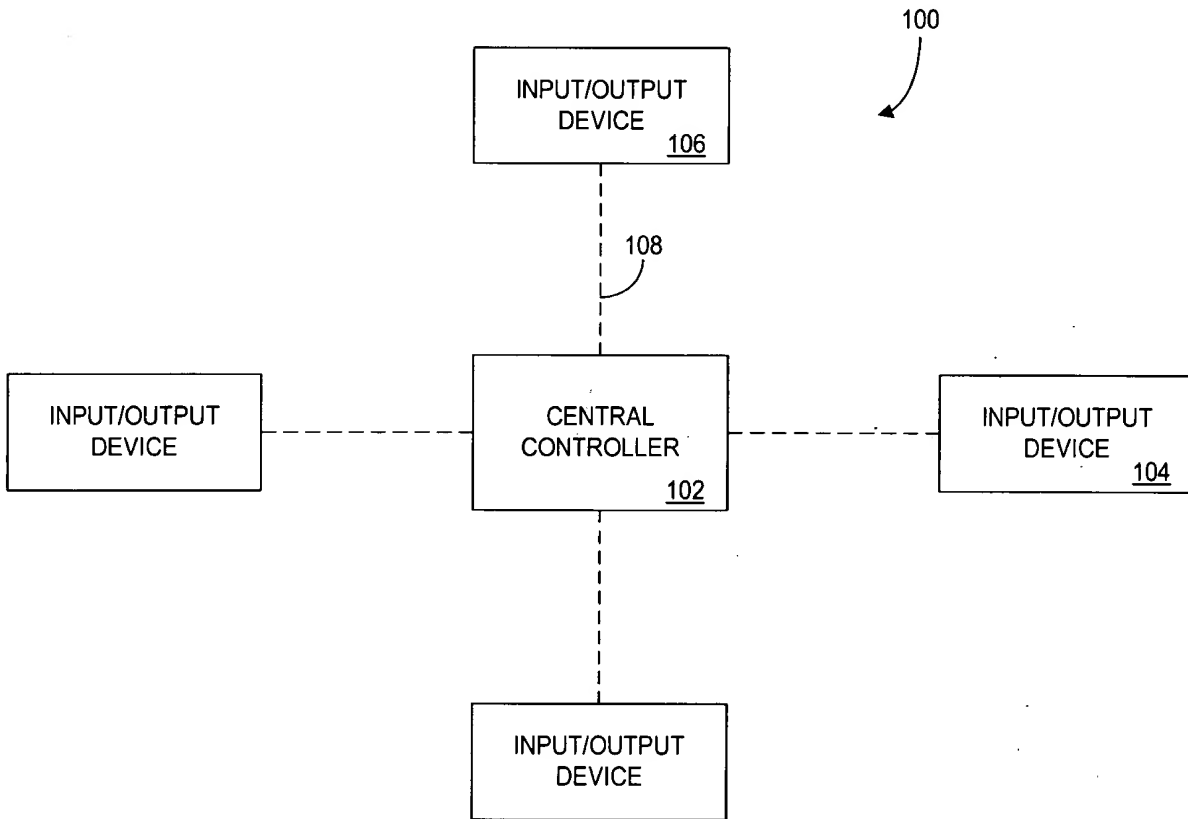 100
INPUT/OUTPUT
DEVICE
106
108
INPUT/OUTPUT
DEVICE
CENTRAL
CONTROLLER
102
INPUT/OUTPUT
DEVICE
104
INPUT/OUTPUT
DEVICE